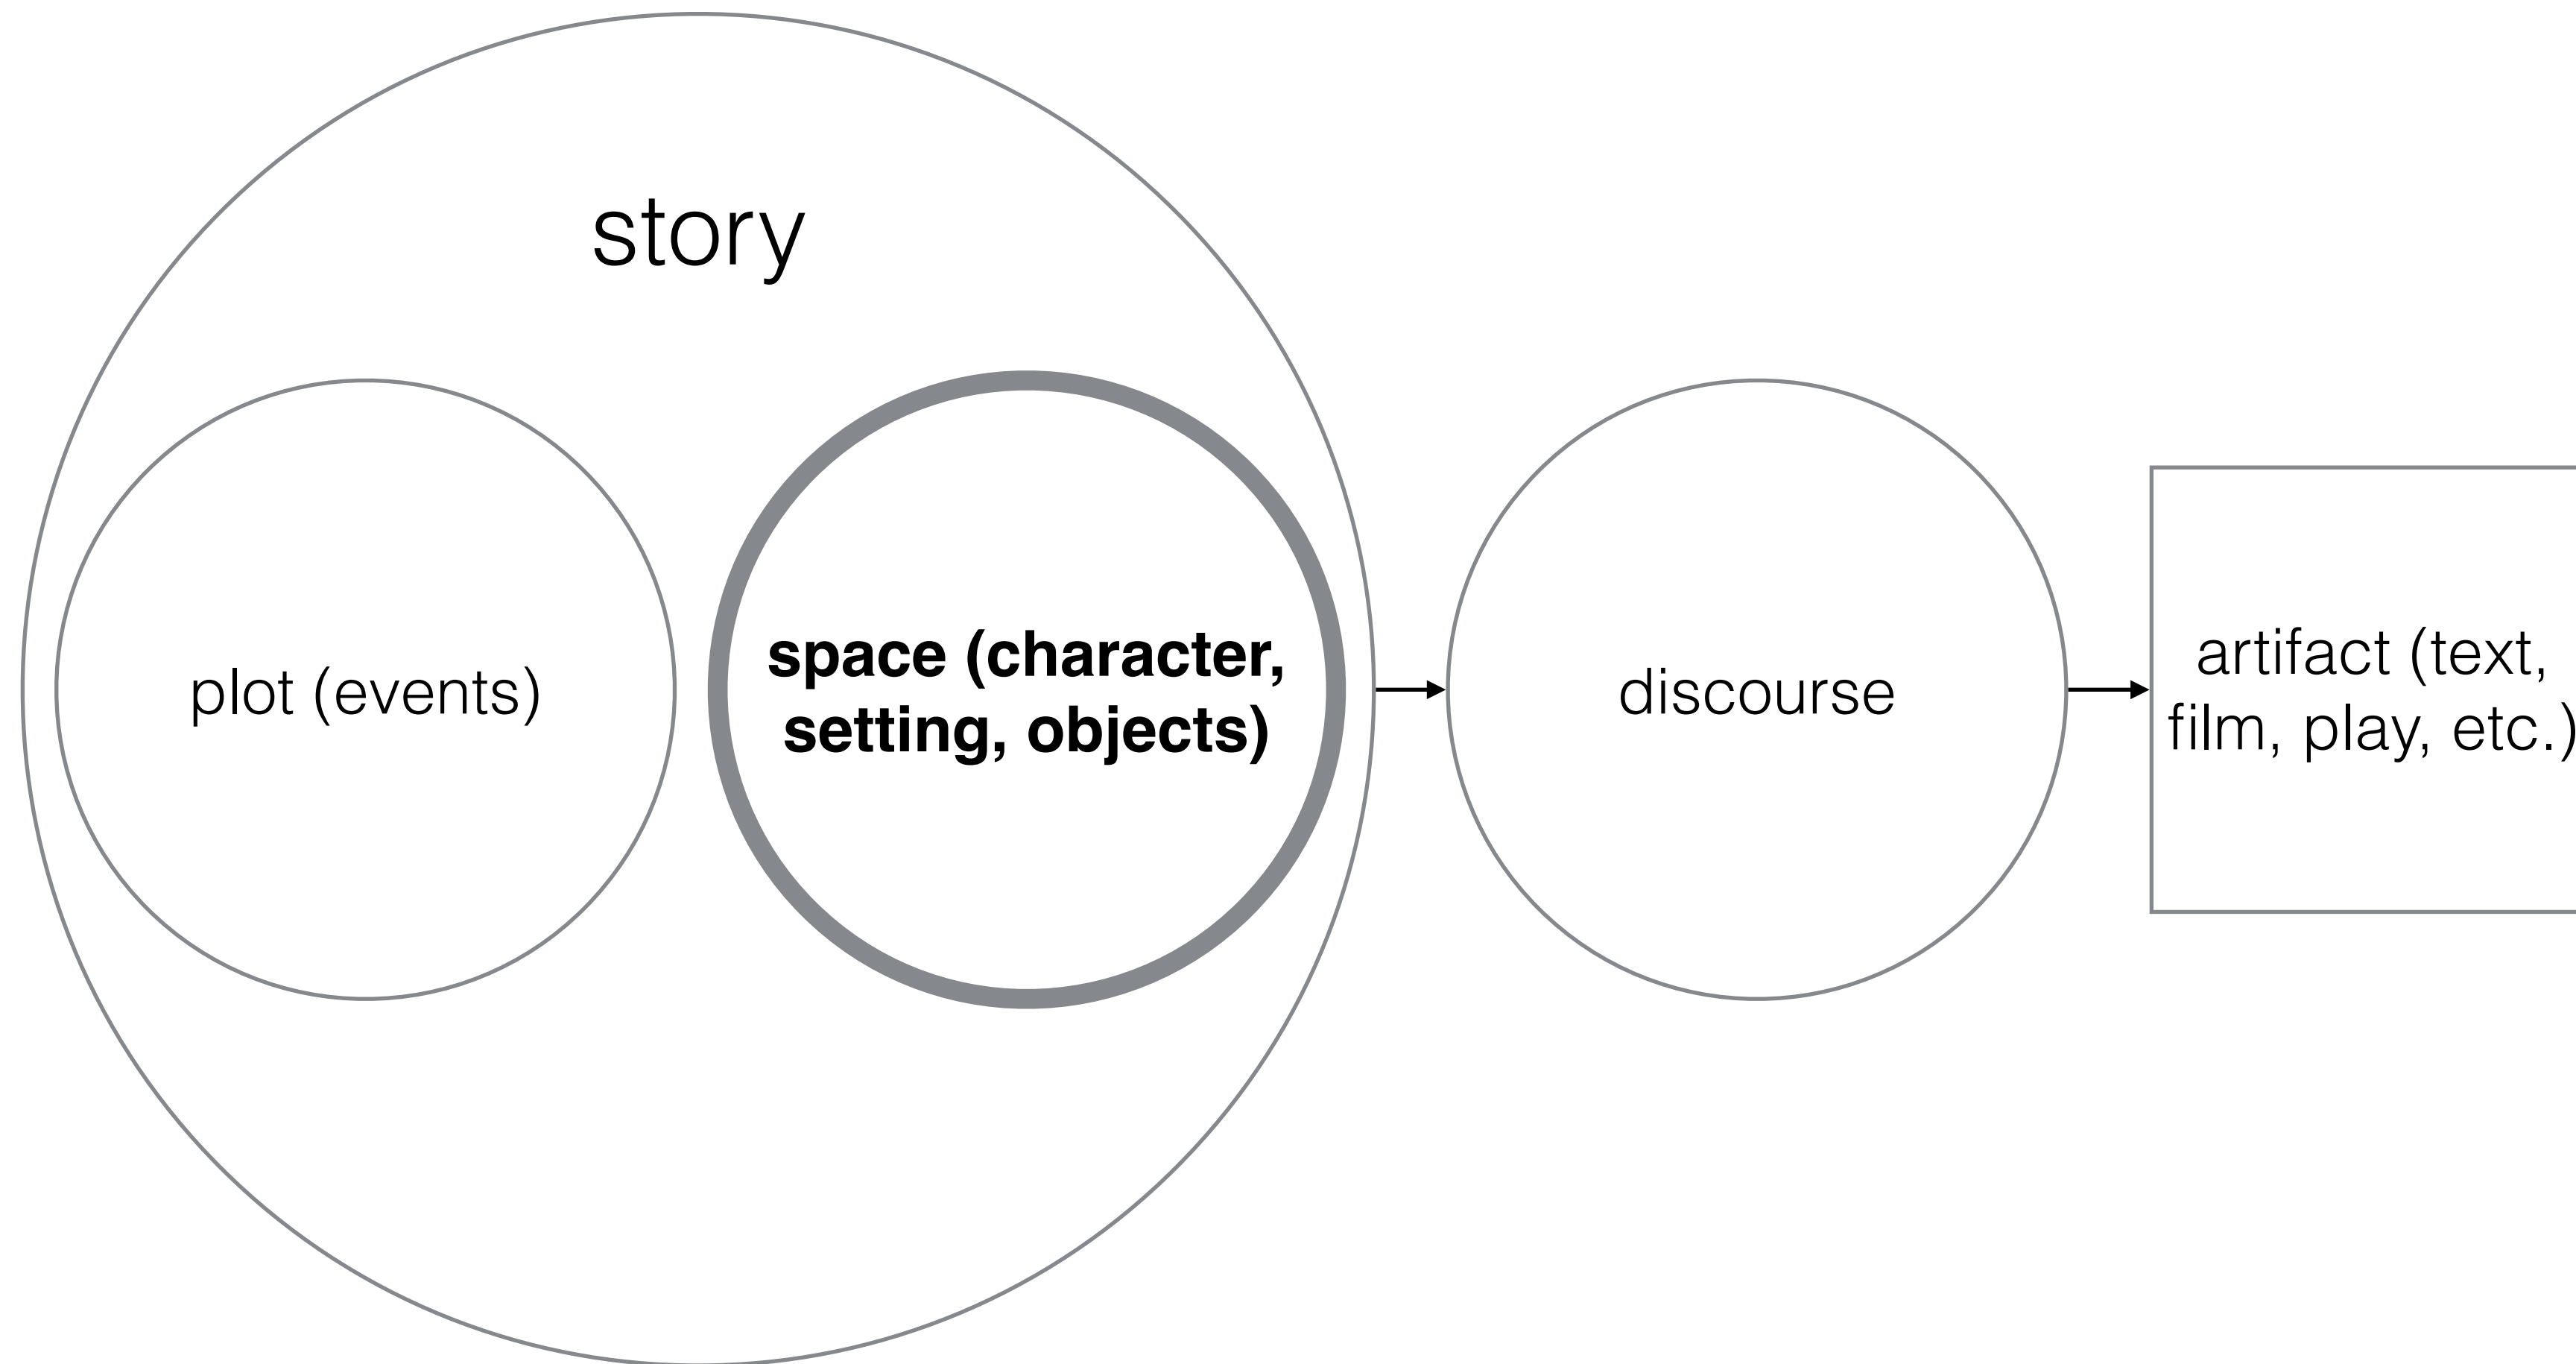 story
plot (events)
space (character,
setting, objects)
discourse
artifact (text,
film, play, etc.)